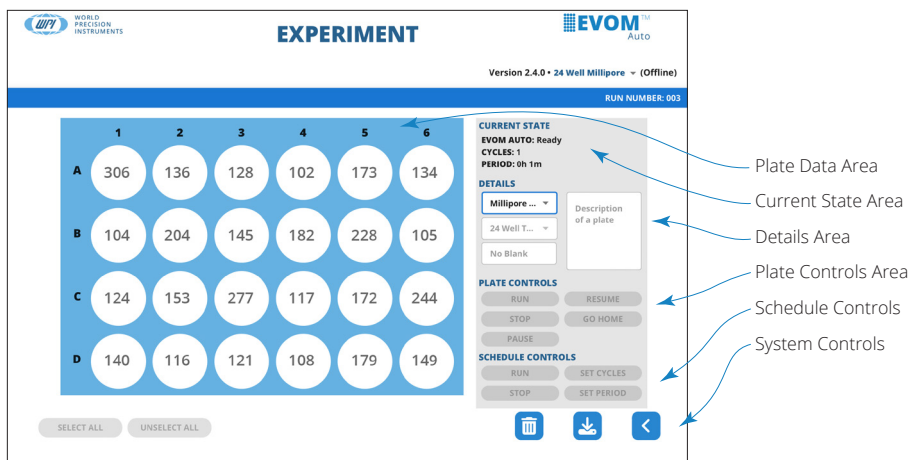 WPI
WORLD
PRECISION
INSTRUMENTS
EXPERIMENT
EVOM™
Auto
Version 2.4.0 • 24 Well Millipore (Offline)
RUN NUMBER: 003
1 2 3 4 5 6
A 306 136 128 102 173 134
B 104 204 145 182 228 105
C 124 153 277 117 172 244
D 140 116 121 108 179 149
SELECT ALL UNSELECT ALL
CURRENT STATE
EVOM AUTO: Ready
CYCLES: 1
PERIOD: 0h 1m
DETAILS
Millipore ...
24 Well T...
No Blank
Description
of a plate
PLATE CONTROLS
RUN RESUME
STOP GO HOME
PAUSE
SCHEDULE CONTROLS
RUN SET CYCLES
STOP SET PERIOD
Plate Data Area
Current State Area
Details Area
Plate Controls Area
Schedule Controls
System Controls